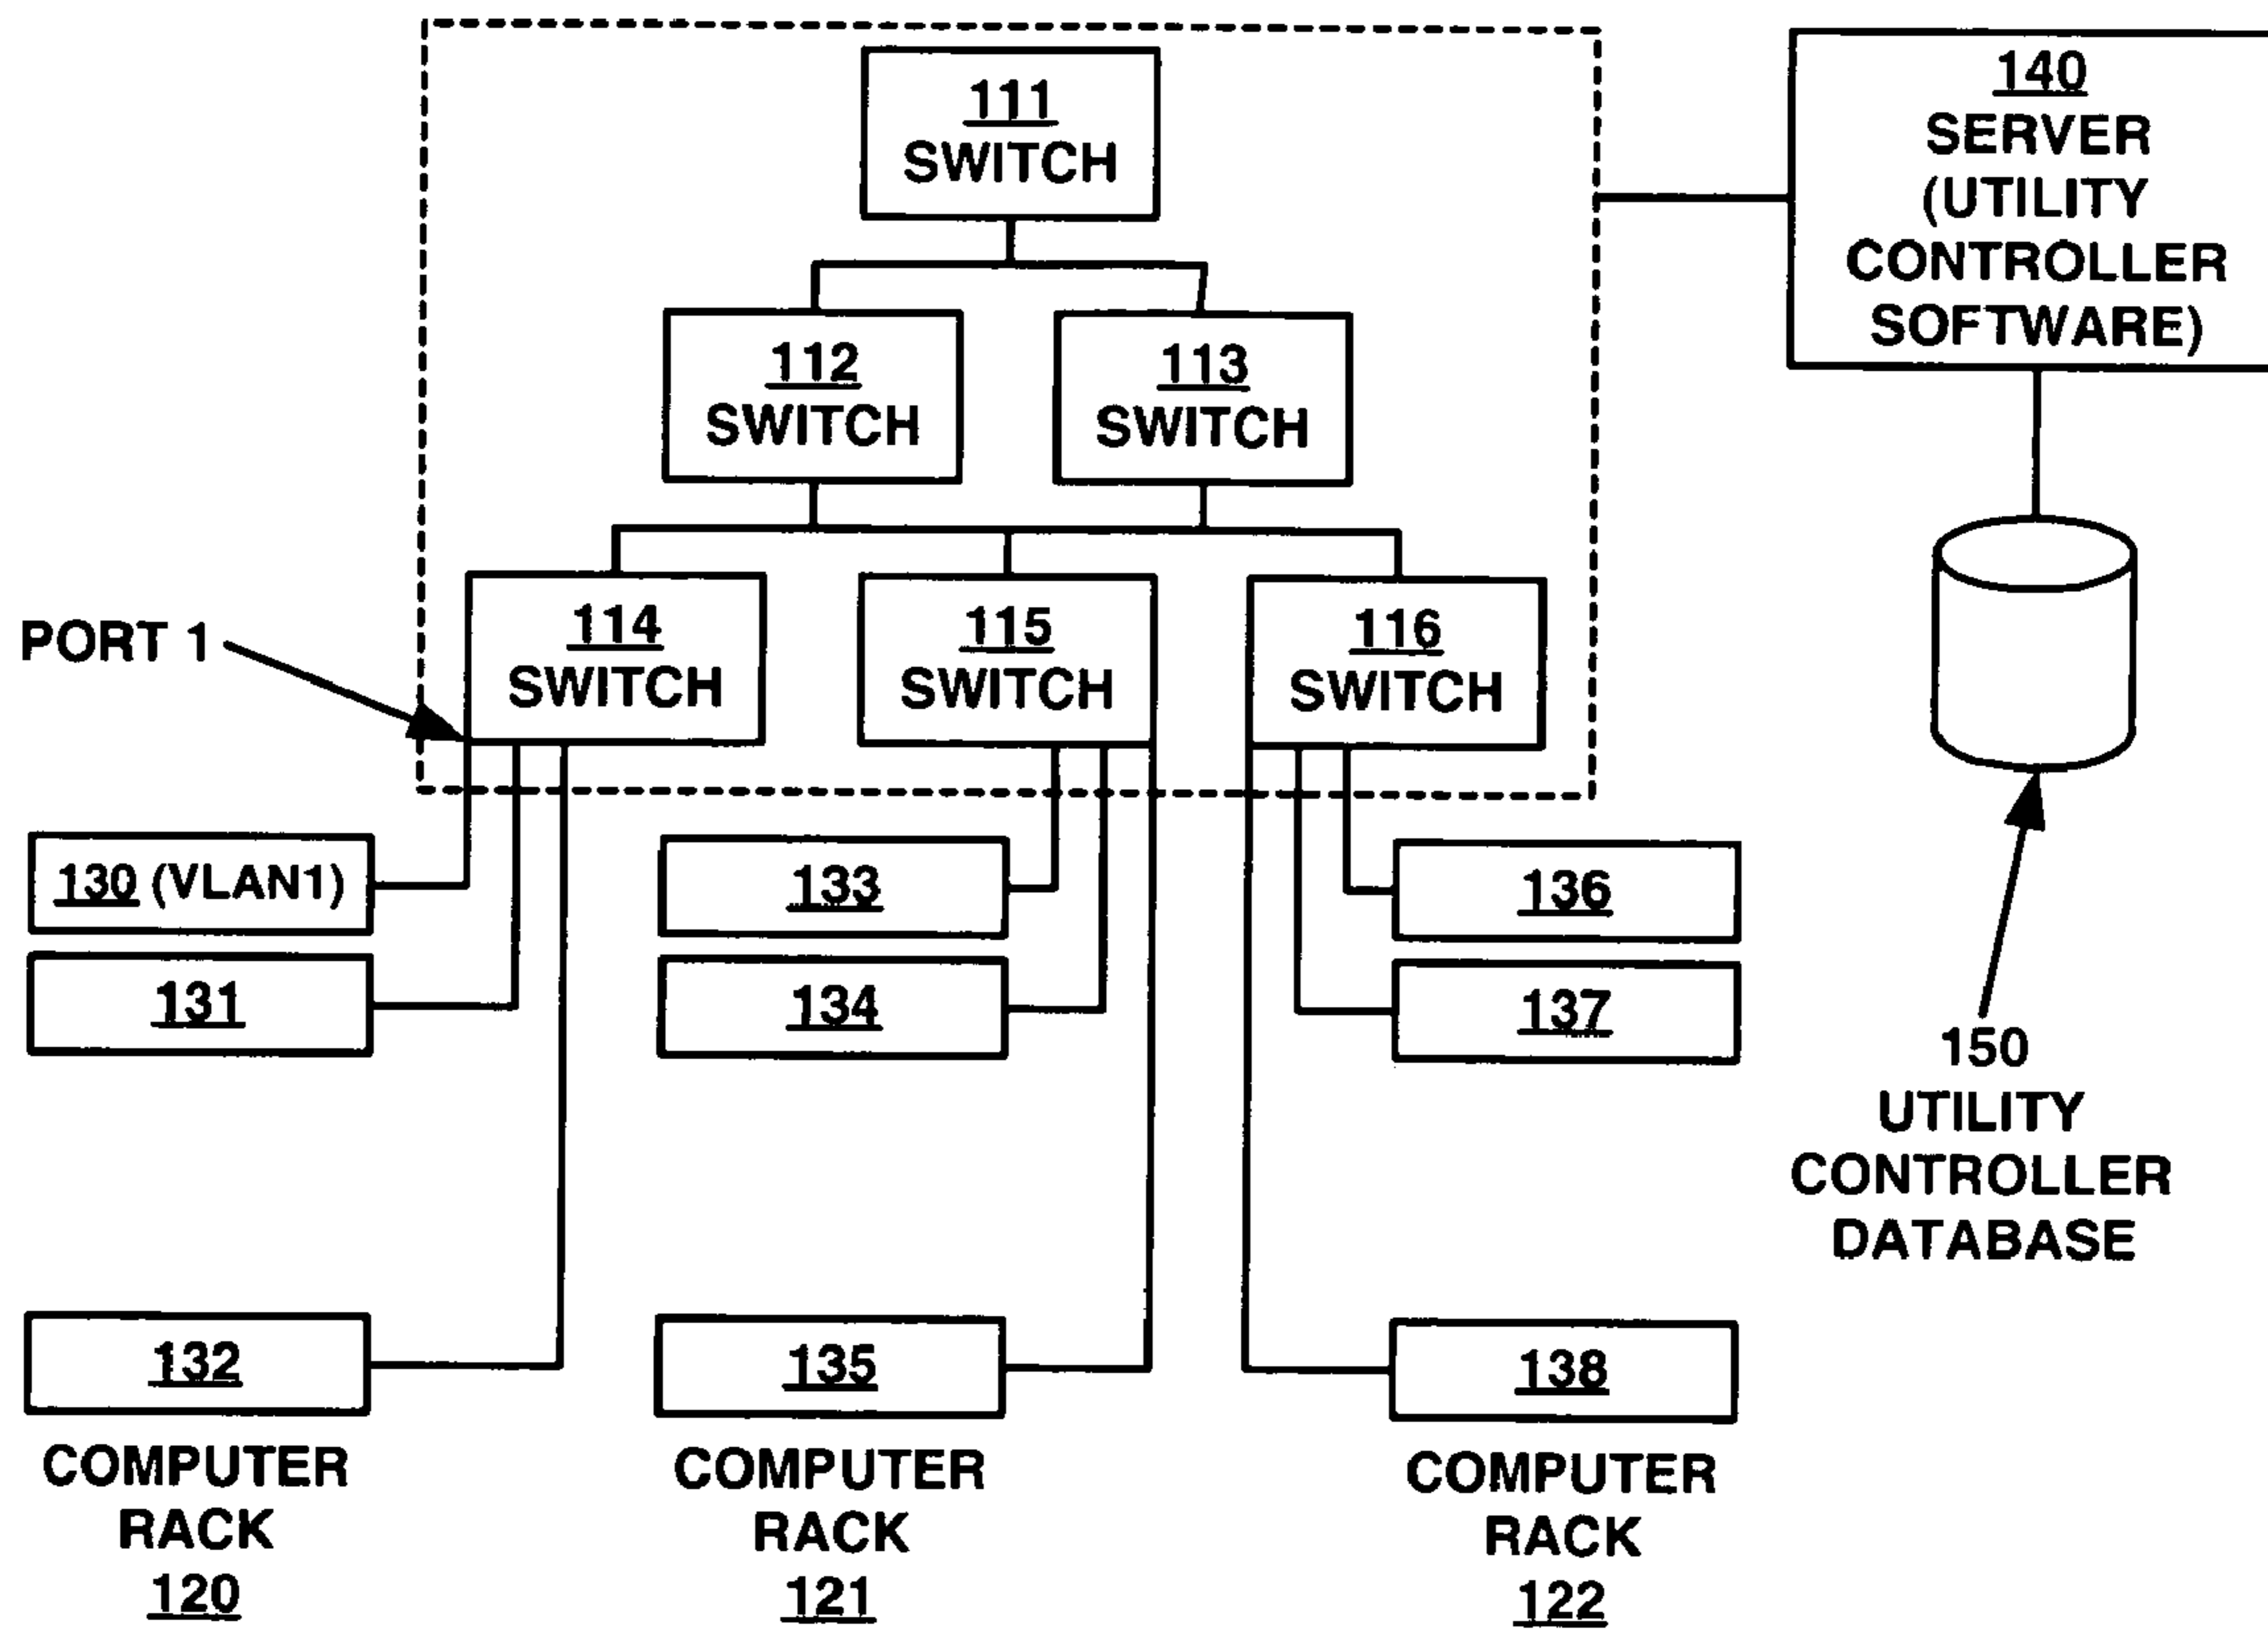 111
SWITCH
140
SERVER
(UTILITY
CONTROLLER
SOFTWARE)
112
SWITCH
113
SWITCH
PORT 1
114
SWITCH
115
SWITCH
116
SWITCH
130 (VLAN1)
131
133
134
136
137
150
UTILITY
CONTROLLER
DATABASE
132
135
138
COMPUTER
RACK
120
COMPUTER
RACK
121
COMPUTER
RACK
122